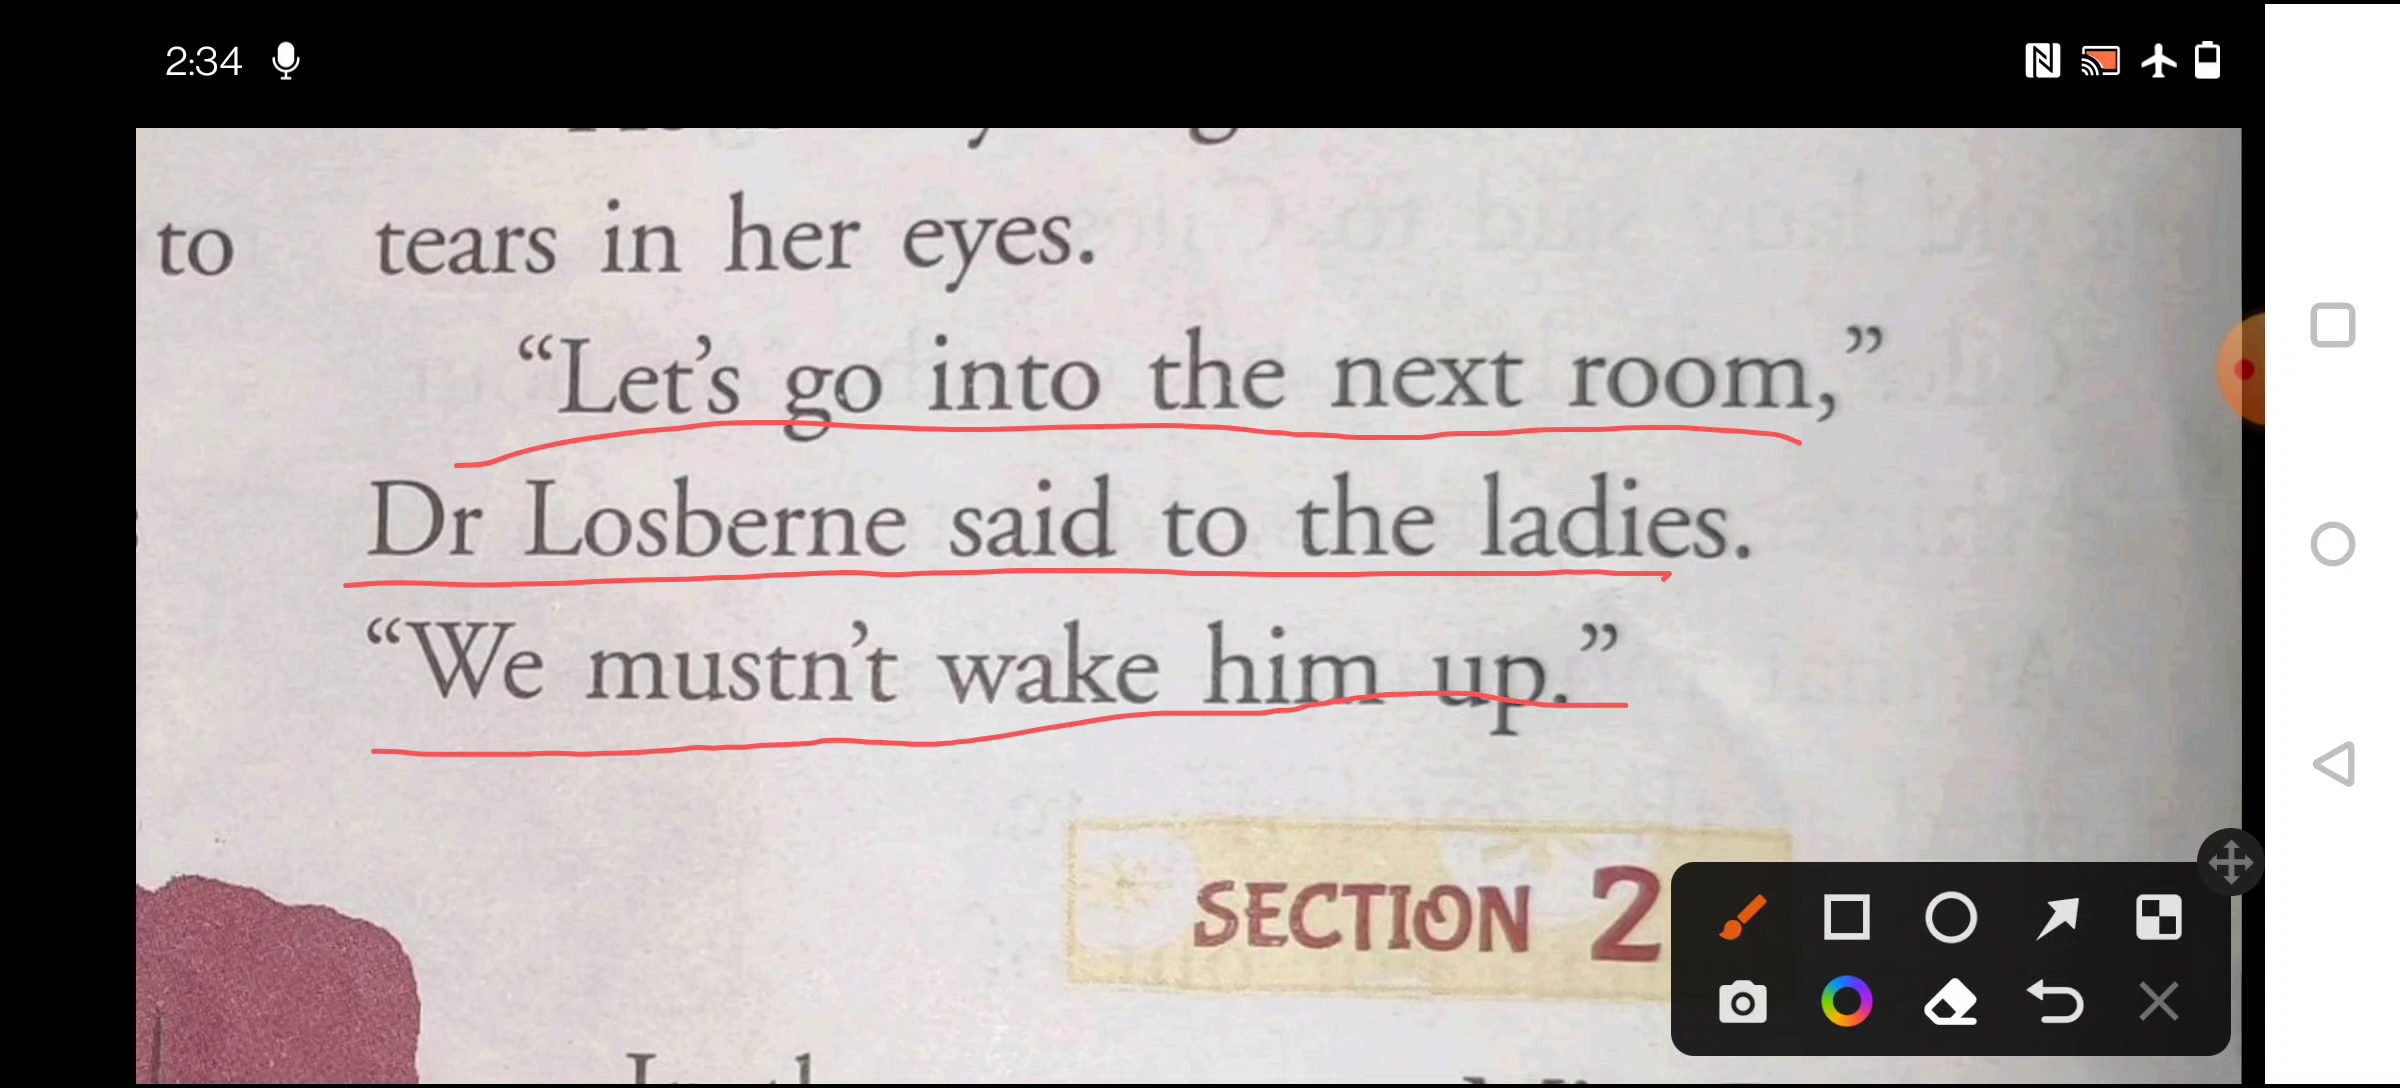 2:34
to tears in her eyes.
“Let’s go into the next room,”
Dr Losberne said to the ladies.
“We mustn’t wake him up.”
SECTION 2